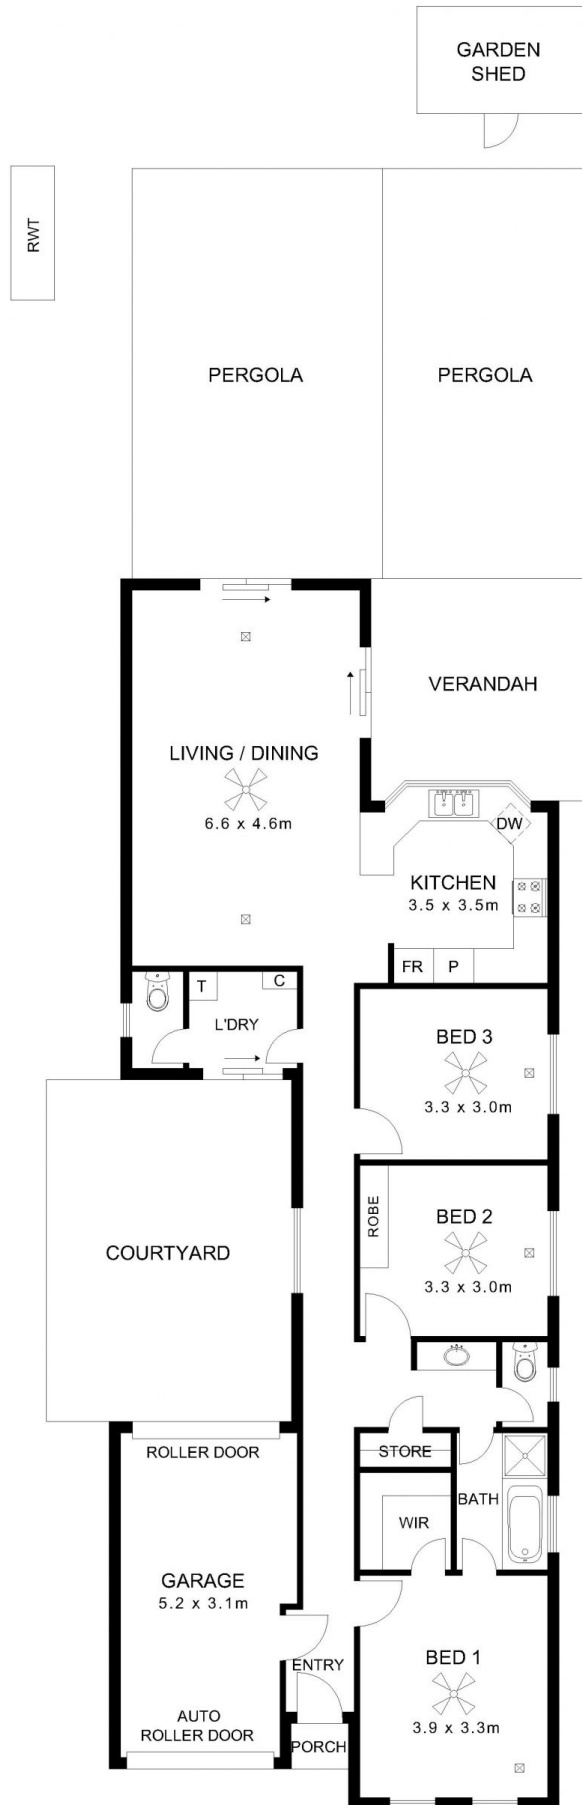 GARDEN
SHED
RWT
PERGOLA
PERGOLA
VERANDAH
LIVING / DINING
6.6 x 4.6m
DW
KITCHEN
3.5 x 3.5m
FR
P
T
C
L'DRY
BED 3
3.3 x 3.0m
ROBE
BED 2
3.3 x 3.0m
COURTYARD
ROLLER DOOR
STORE
BATH
WIR
GARAGE
5.2 x 3.1m
ENTRY
BED 1
3.9 x 3.3m
AUTO
ROLLER DOOR
PORCH